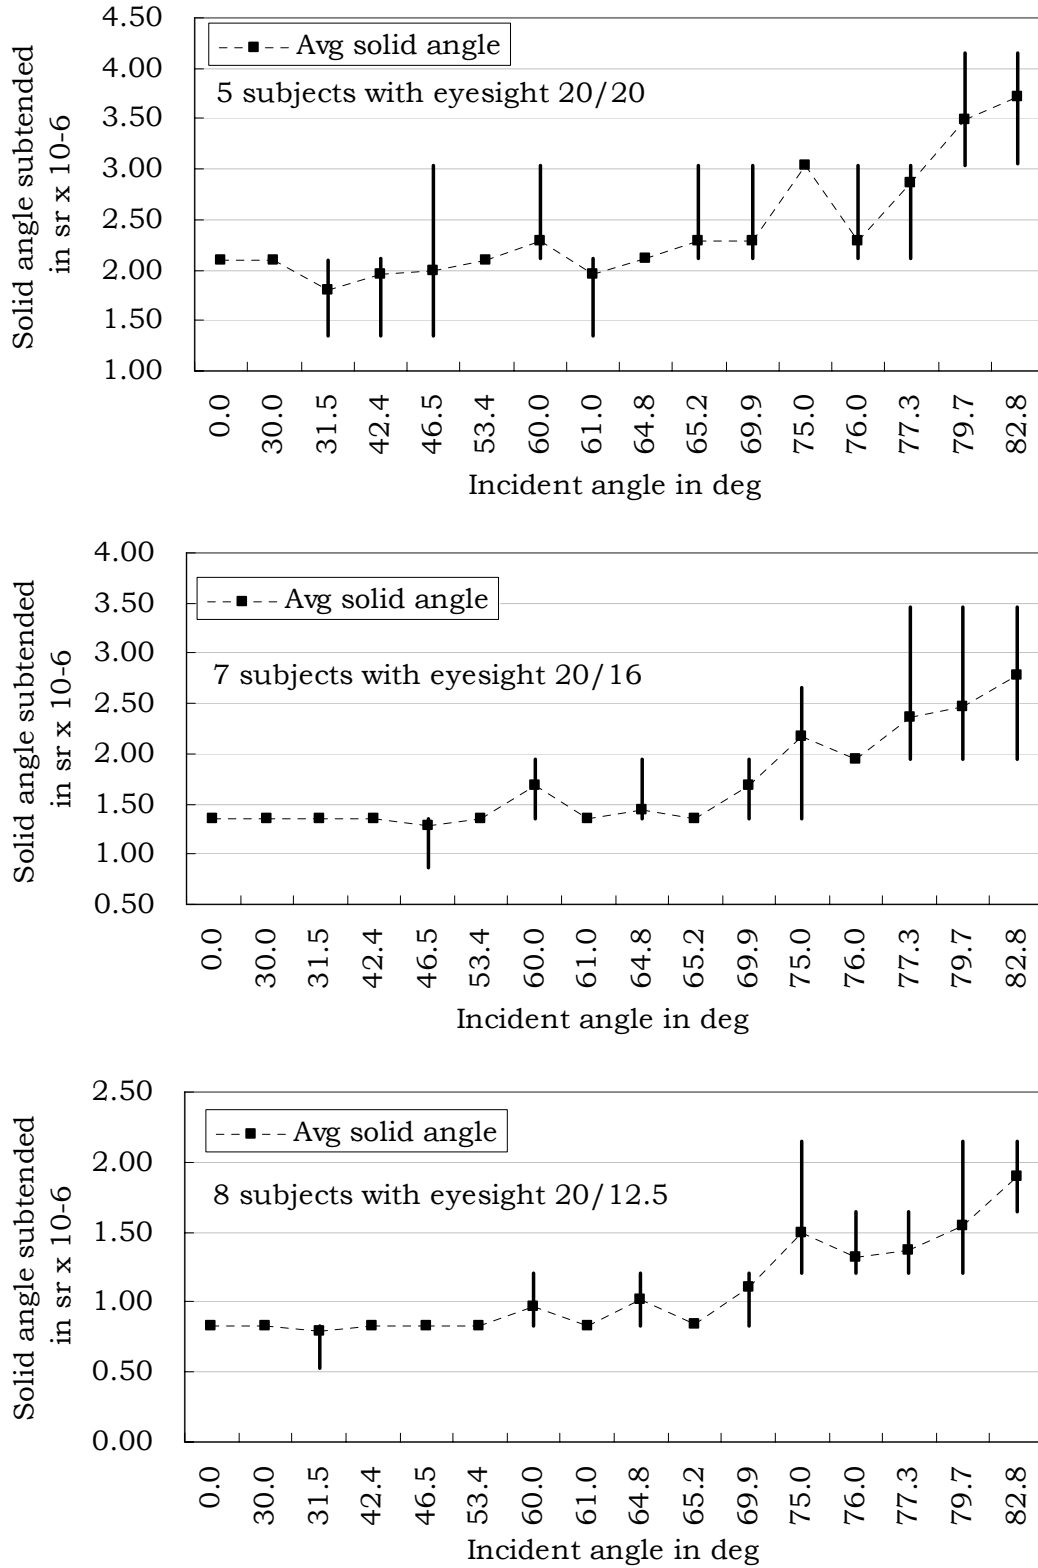 4.50
4.00
3.50
3.00
2.50
2.00
1.50
1.00
Solid angle subtended
in sr x 10-6
Avg solid angle
5 subjects with eyesight 20/20
0.0 30.0 31.5 42.4 46.5 53.4 60.0 61.0 64.8 65.2 69.9 75.0 76.0 77.3 79.7 82.8
Incident angle in deg
4.00
3.50
3.00
2.50
2.00
1.50
1.00
0.50
Solid angle subtended
in sr x 10-6
Avg solid angle
7 subjects with eyesight 20/16
0.0 30.0 31.5 42.4 46.5 53.4 60.0 61.0 64.8 65.2 69.9 75.0 76.0 77.3 79.7 82.8
Incident angle in deg
2.50
2.00
1.50
1.00
0.50
0.00
Solid angle subtended
in sr x 10-6
Avg solid angle
8 subjects with eyesight 20/12.5
0.0 30.0 31.5 42.4 46.5 53.4 60.0 61.0 64.8 65.2 69.9 75.0 76.0 77.3 79.7 82.8
Incident angle in deg